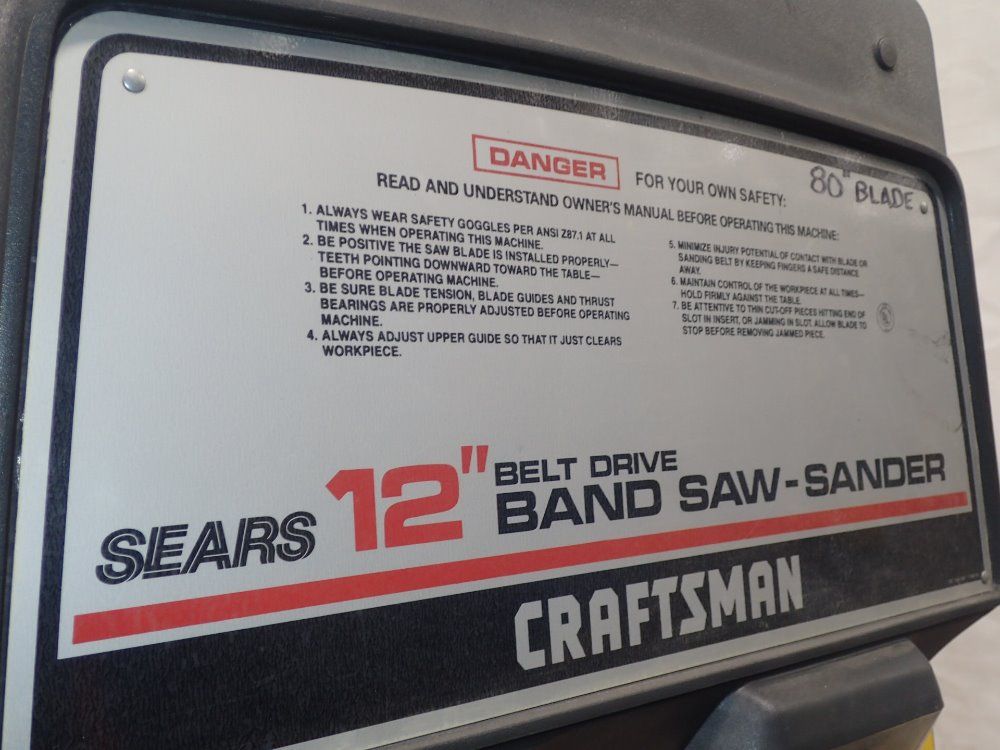 80" BLADE
DANGER FOR YOUR OWN SAFETY:
READ AND UNDERSTAND OWNER'S MANUAL BEFORE OPERATING THIS MACHINE:
1. ALWAYS WEAR SAFETY GOGGLES PER ANSI Z87.1 AT ALL
TIMES WHEN OPERATING THIS MACHINE.
2. BE POSITIVE THE SAW BLADE IS INSTALLED PROPERLY—
TEETH POINTING DOWNWARD TOWARD THE TABLE—
BEFORE OPERATING MACHINE.
3. BE SURE BLADE TENSION, BLADE GUIDES AND THRUST
BEARINGS ARE PROPERLY ADJUSTED BEFORE OPERATING
MACHINE.
4. ALWAYS ADJUST UPPER GUIDE SO THAT IT JUST CLEARS
WORKPIECE.
5. MINIMIZE INJURY POTENTIAL OF CONTACT WITH BLADE OR
SANDING BELT BY KEEPING FINGERS A SAFE DISTANCE
AWAY.
6. MAINTAIN CONTROL OF THE WORKPIECE AT ALL TIMES—
HOLD FIRMLY AGAINST THE TABLE.
7. BE ATTENTIVE TO THIN CUT-OFF PIECES HITTING END OF
SLOT IN INSERT, OR JAMMING IN SLOT. ALLOW BLADE TO
STOP BEFORE REMOVING JAMMED PIECE.
SEARS 12" BELT DRIVE
BAND SAW-SANDER
CRAFTSMAN